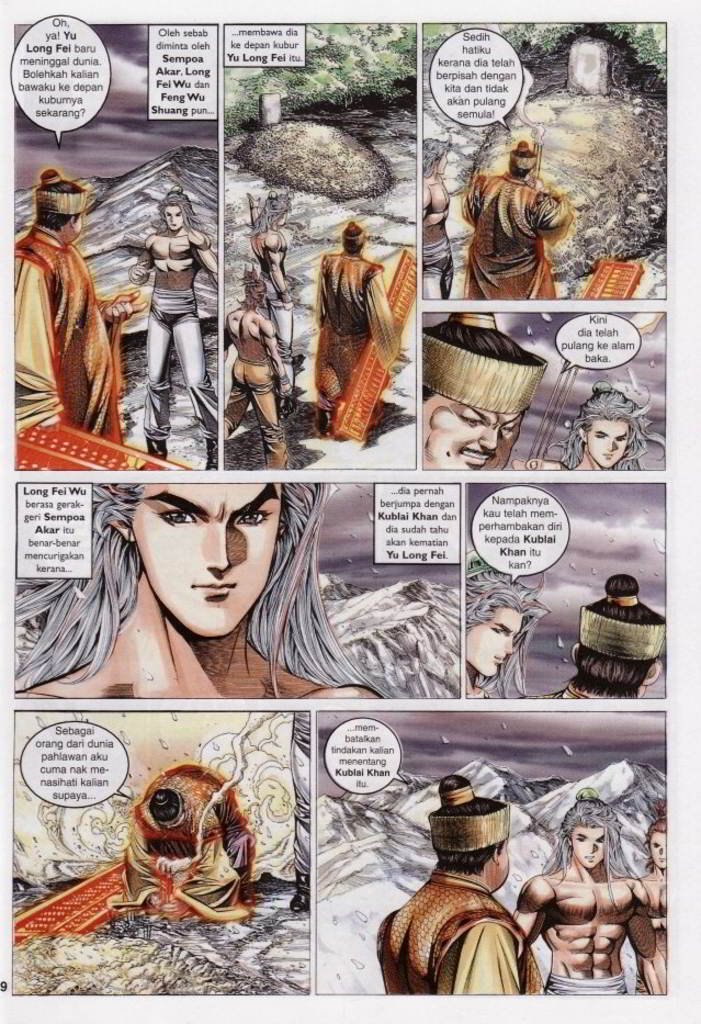 Oh,
ya! Yu
Long Fei baru
meninggal dunia.
Bolehkah kalian
bawaku ke depan
kuburnya
sekarang?
Oleh sebab
diminta oleh
Sempoa
Akar, Long
Fei Wu dan
Feng Wu
Shuang pun...
...membawa dia
ke depan kubur
Yu Long Fei itu.
Sedih
hatiku
kerana dia telah
berpisah dengan
kita dan tidak
akan pulang
semula!
Kini
dia telah
pulang ke alam
baka.
Long Fei Wu
berasa gerak-
geri Sempoa
Akar itu
benar-benar
mencurigakan
kerana...
...dia pernah
berjumpa dengan
Kublai Khan dan
dia sudah tahu
akan kematian
Yu Long Fei.
Nampaknya
kau telah mem-
perhambakan diri
kepada Kublai
Khan itu
kan?
Sebagai
orang dari dunia
pahlawan aku
cuma nak me-
nasihati kalian
supaya...
...mem-
batalkan
tindakan kalian
menentang
Kublai Khan
itu.
9